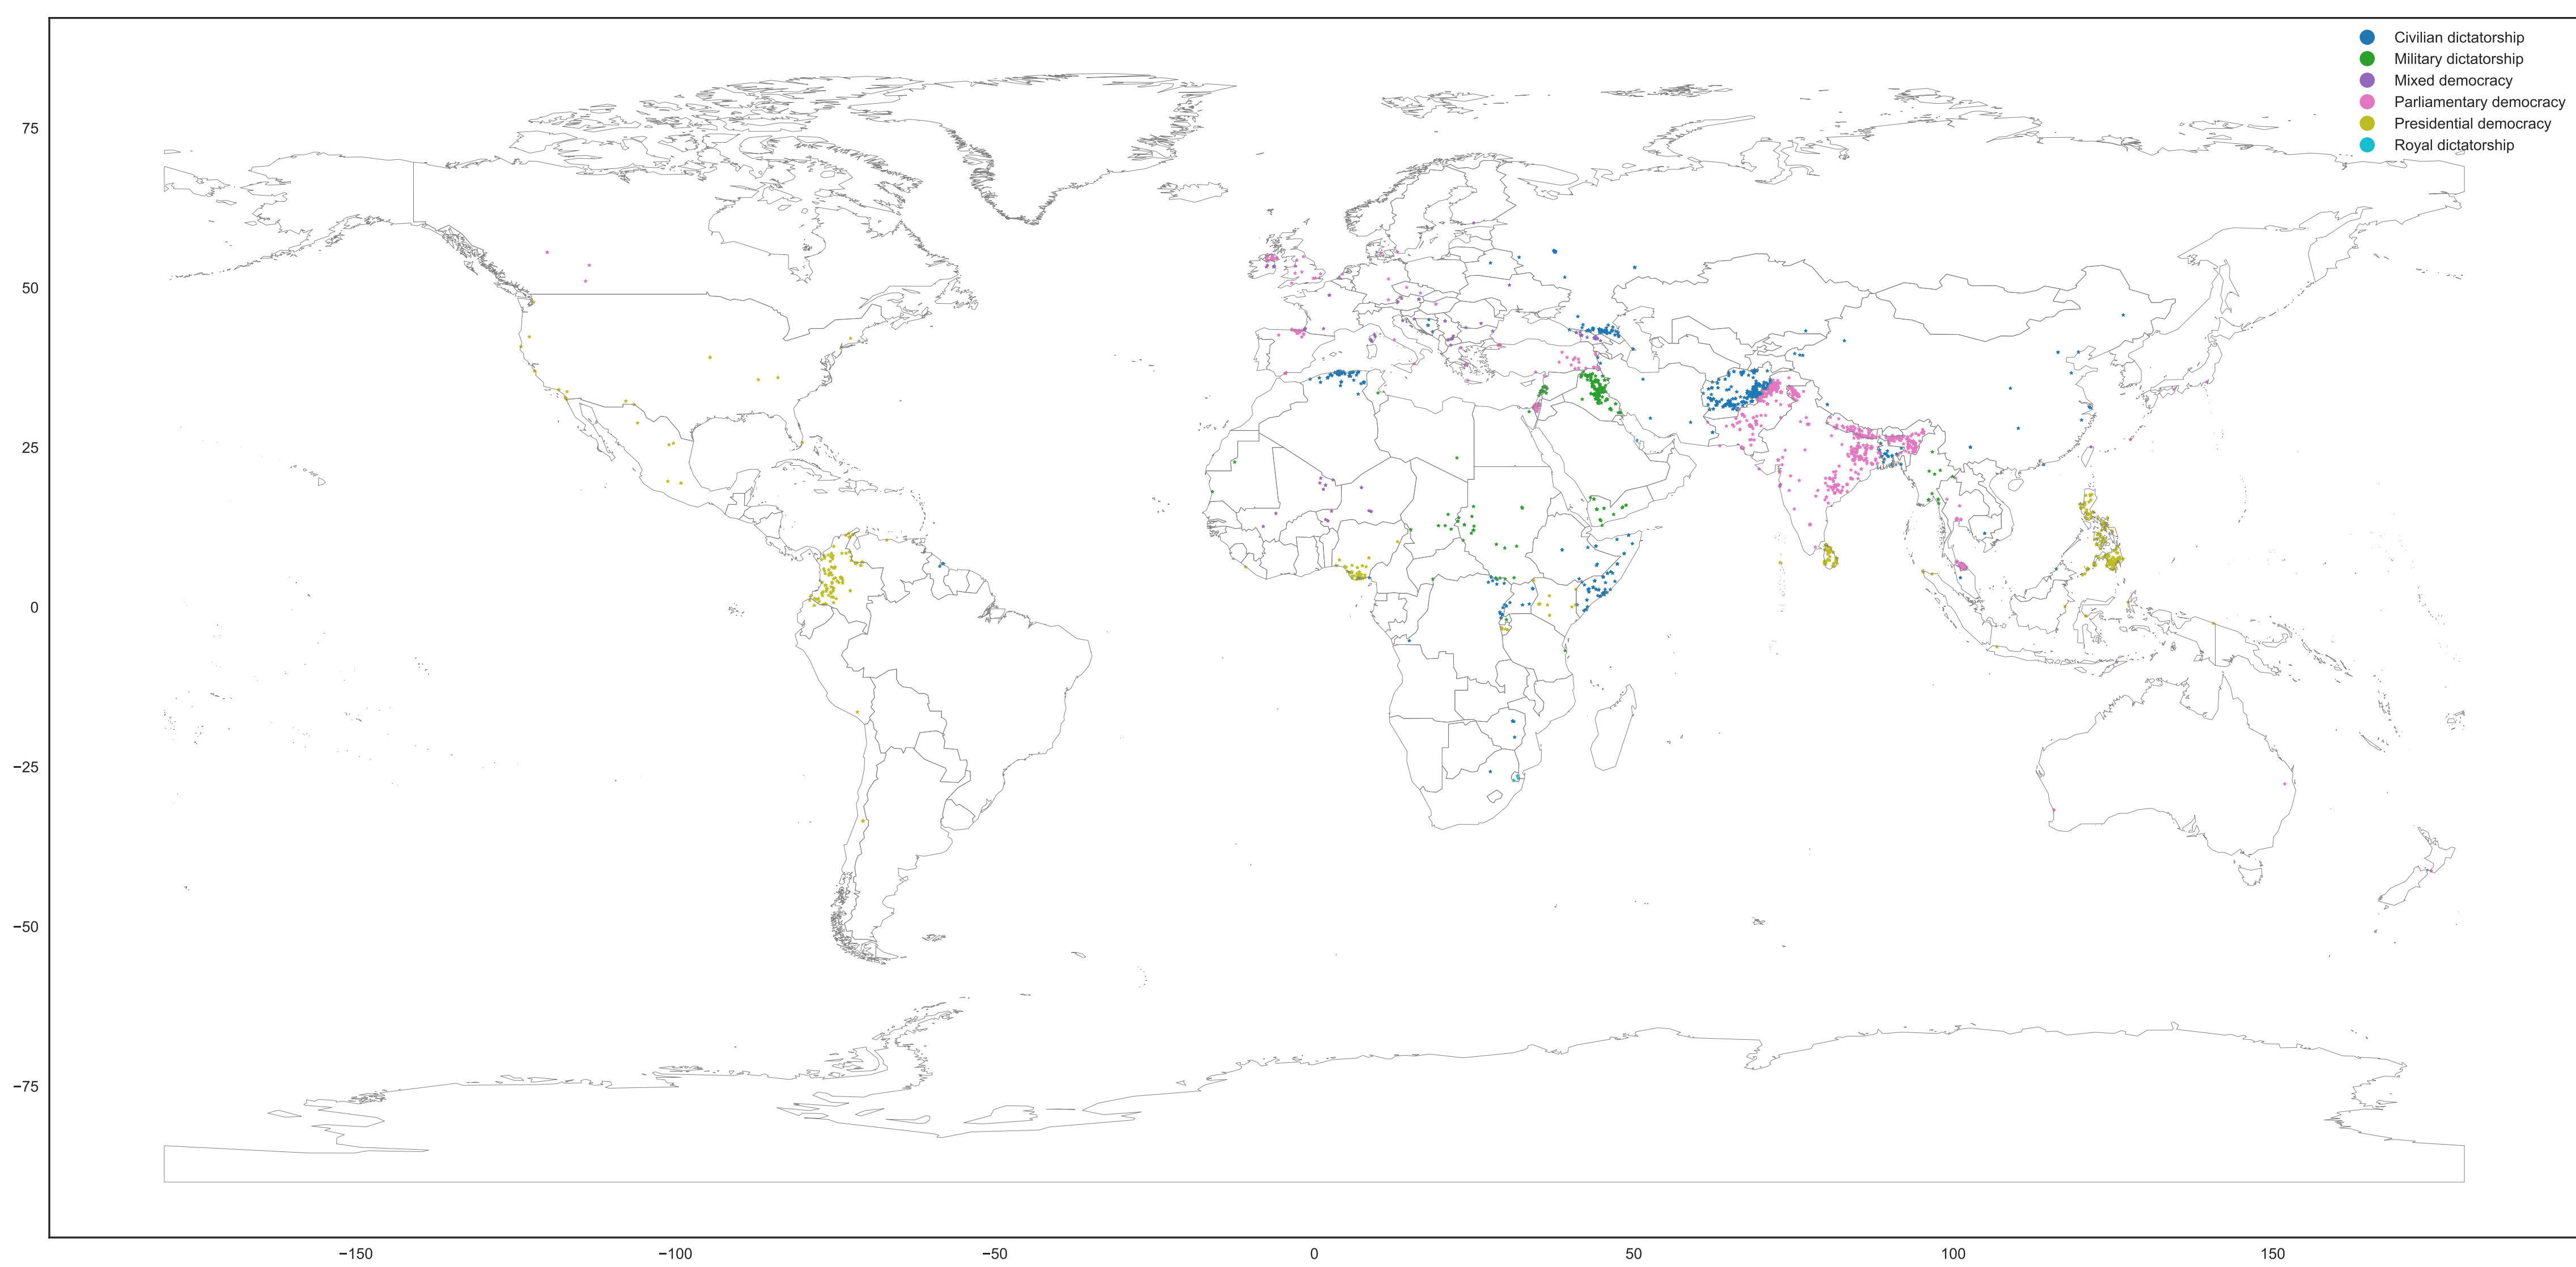 Civilian dictatorship
Military dictatorship
Mixed democracy
Parliamentary democracy
Presidential democracy
Royal dictatorship
75
50
25
0
−25
−50
−75
−150
−100
−50
0
50
100
150